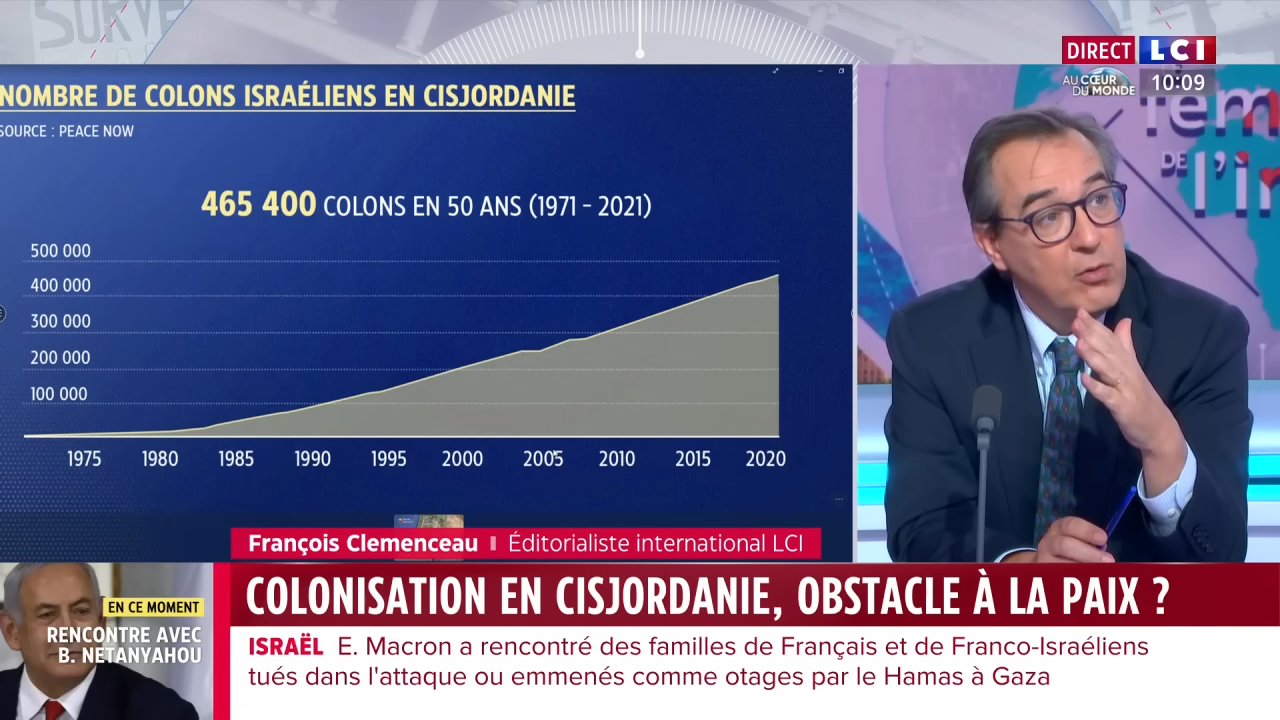 SURVE
DIRECT LCI
AU CŒUR
DU MONDE
10:09
NOMBRE DE COLONS ISRAÉLIENS EN CISJORDANIE
SOURCE : PEACE NOW
465 400 COLONS EN 50 ANS (1971 - 2021)
500 000
400 000
300 000
200 000
100 000
1975 1980 1985 1990 1995 2000 2005 2010 2015 2020
DE
l'in
François Clemenceau Éditorialiste international LCI
COLONISATION EN CISJORDANIE, OBSTACLE À LA PAIX ?
EN CE MOMENT
RENCONTRE AVEC
B. NETANYAHOU
ISRAËL E. Macron a rencontré des familles de Français et de Franco-Israéliens
tués dans l'attaque ou emmenés comme otages par le Hamas à Gaza